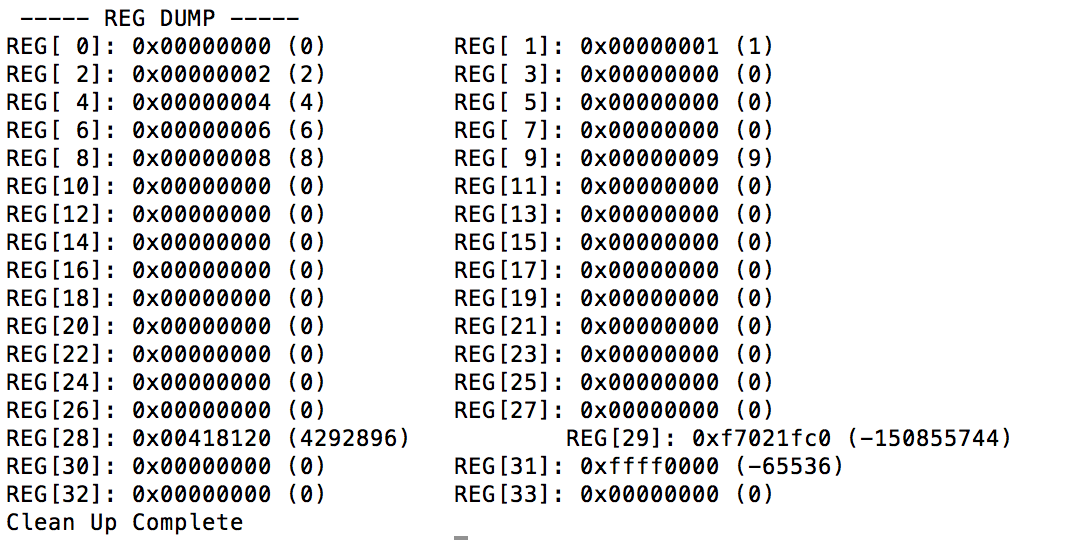 ----- REG DUMP -----
REG[ 0]: 0x00000000 (0) REG[ 1]: 0x00000001 (1)
REG[ 2]: 0x00000002 (2) REG[ 3]: 0x00000000 (0)
REG[ 4]: 0x00000004 (4) REG[ 5]: 0x00000000 (0)
REG[ 6]: 0x00000006 (6) REG[ 7]: 0x00000000 (0)
REG[ 8]: 0x00000008 (8) REG[ 9]: 0x00000009 (9)
REG[10]: 0x00000000 (0) REG[11]: 0x00000000 (0)
REG[12]: 0x00000000 (0) REG[13]: 0x00000000 (0)
REG[14]: 0x00000000 (0) REG[15]: 0x00000000 (0)
REG[16]: 0x00000000 (0) REG[17]: 0x00000000 (0)
REG[18]: 0x00000000 (0) REG[19]: 0x00000000 (0)
REG[20]: 0x00000000 (0) REG[21]: 0x00000000 (0)
REG[22]: 0x00000000 (0) REG[23]: 0x00000000 (0)
REG[24]: 0x00000000 (0) REG[25]: 0x00000000 (0)
REG[26]: 0x00000000 (0) REG[27]: 0x00000000 (0)
REG[28]: 0x00418120 (4292896) REG[29]: 0xf7021fc0 (-150855744)
REG[30]: 0x00000000 (0) REG[31]: 0xffff0000 (-65536)
REG[32]: 0x00000000 (0) REG[33]: 0x00000000 (0)
Clean Up Complete